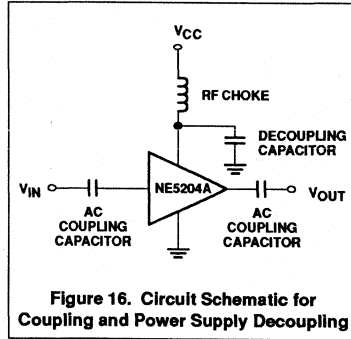 VCC
RF CHOKE
DECOUPLING
CAPACITOR
VIN
NE5204A
VOUT
AC
COUPLING
CAPACITOR
AC
COUPLING
CAPACITOR
Figure 16. Circuit Schematic for
Coupling and Power Supply Decoupling